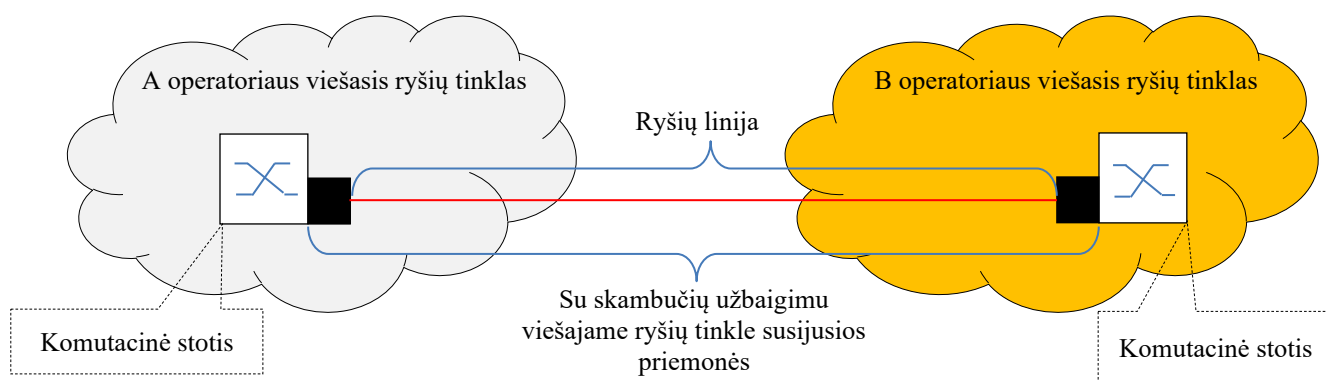 A operatoriaus viešasis ryšių tinklas
B operatoriaus viešasis ryšių tinklas
Ryšių linija
Su skambučių užbaigimu
viešajame ryšių tinkle susijusios
priemonės
Komutacinė stotis
Komutacinė stotis